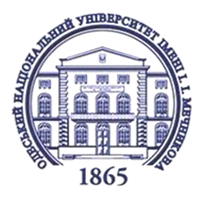 ОДЕСЬКИЙ НАЦІОНАЛЬНИЙ УНІВЕРСИТЕТ ІМЕНІ І. І. МЕЧНИКОВА
1865